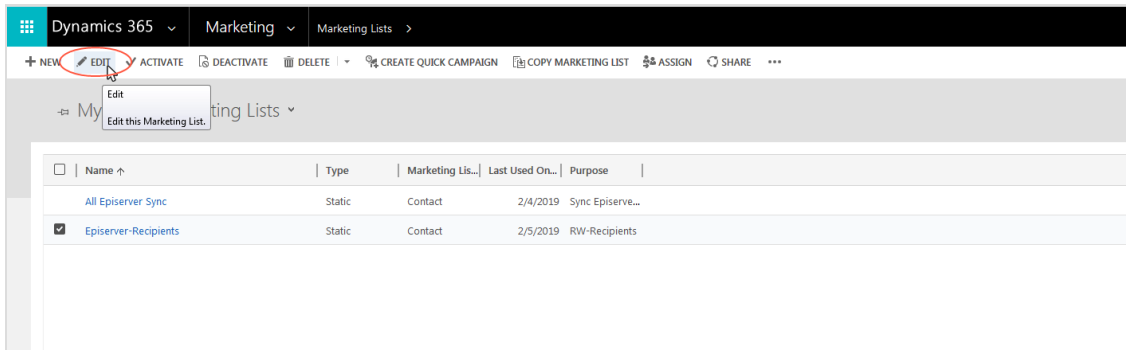 Dynamics 365 Marketing Marketing Lists
NEW EDIT ACTIVATE DEACTIVATE DELETE CREATE QUICK CAMPAIGN COPY MARKETING LIST ASSIGN SHARE •••
Edit
My ting Lists
Edit this Marketing List.
Name Type Marketing Lis... Last Used On... Purpose
All Episerver Sync Static Contact 2/4/2019 Sync Episerve...
Episerver-Recipients Static Contact 2/5/2019 RW-Recipients